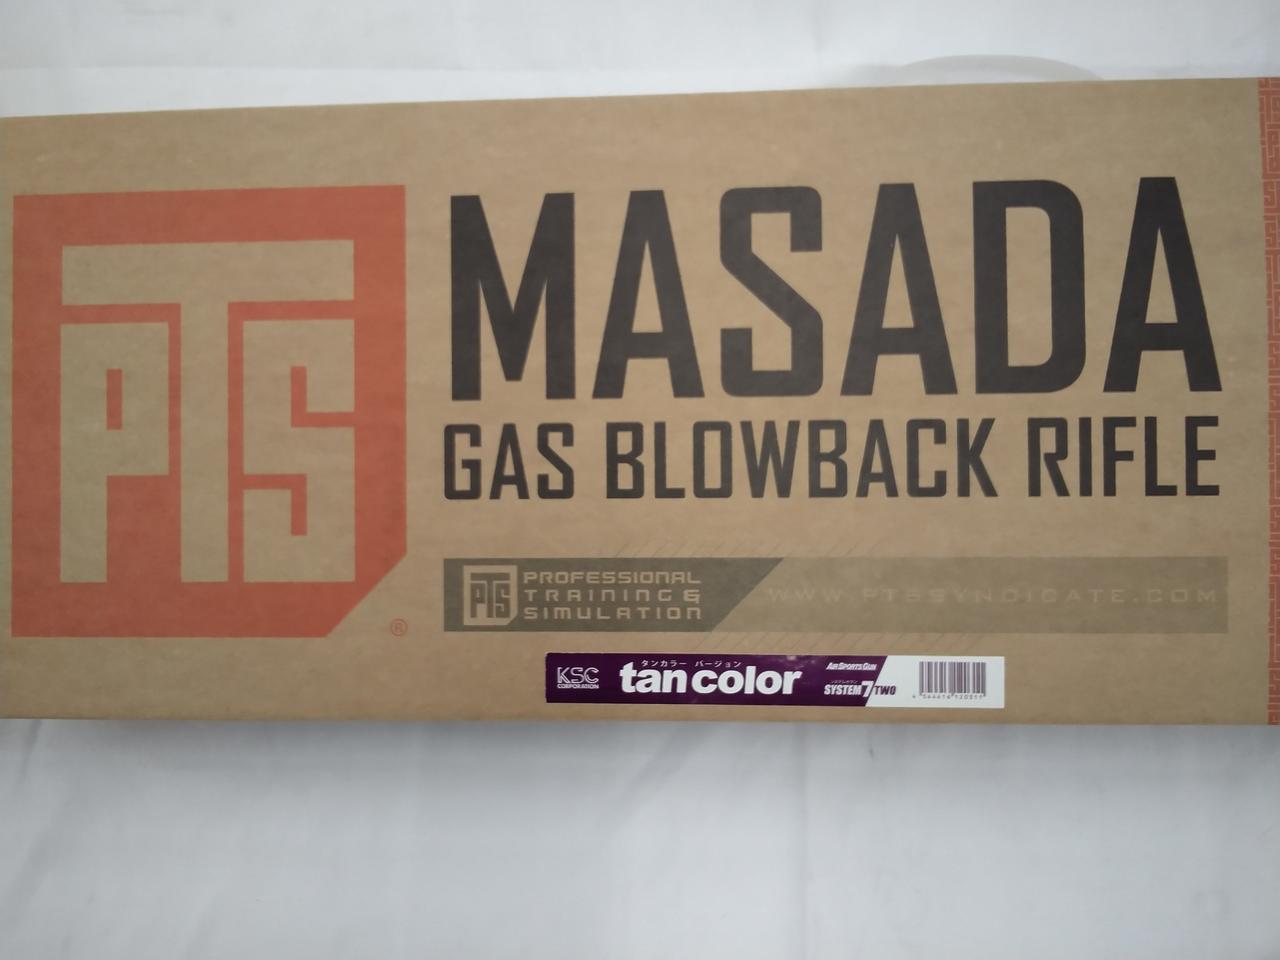 PTS
®
MASADA
GAS BLOWBACK RIFLE
PTS
PROFESSIONAL
TRAINING &
SIMULATION
WWW.PTSSYNDICATE.COM
KSC
CORPORATION
タンカラー バージョン
tan color
AIR SPORTS GUN
システムセブン
SYSTEM 7 TWO